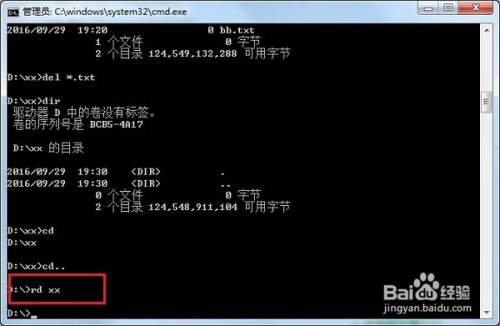 管理员: C:\windows\system32\cmd.exe
2016/09/29  19:20                 0 bb.txt
1 个文件              0 字节
2 个目录 124,549,132,288 可用字节
D:\xx>del *.txt
D:\xx>dir
驱动器 D 中的卷没有标签。
卷的序列号是 BCB5-4A17
D:\xx 的目录
2016/09/29  19:30    <DIR>          .
2016/09/29  19:30    <DIR>          ..
0 个文件              0 字节
2 个目录 124,548,911,104 可用字节
D:\xx>cd
D:\xx
D:\xx>cd..
D:\>rd xx
D:\>
Baidu经验
jingyan.baidu.com